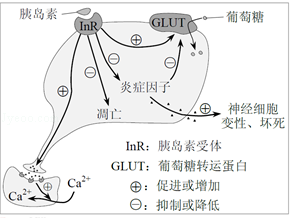 胰岛素
InR
GLUT
葡萄糖
⊕
⊖
⊖
⊖
炎症因子
凋亡
⊕
⊕
神经细胞
变性、坏死
⊕
Ca²⁺
Ca²⁺
InR：胰岛素受体
GLUT：葡萄糖转运蛋白
⊕：促进或增加
⊖：抑制或降低